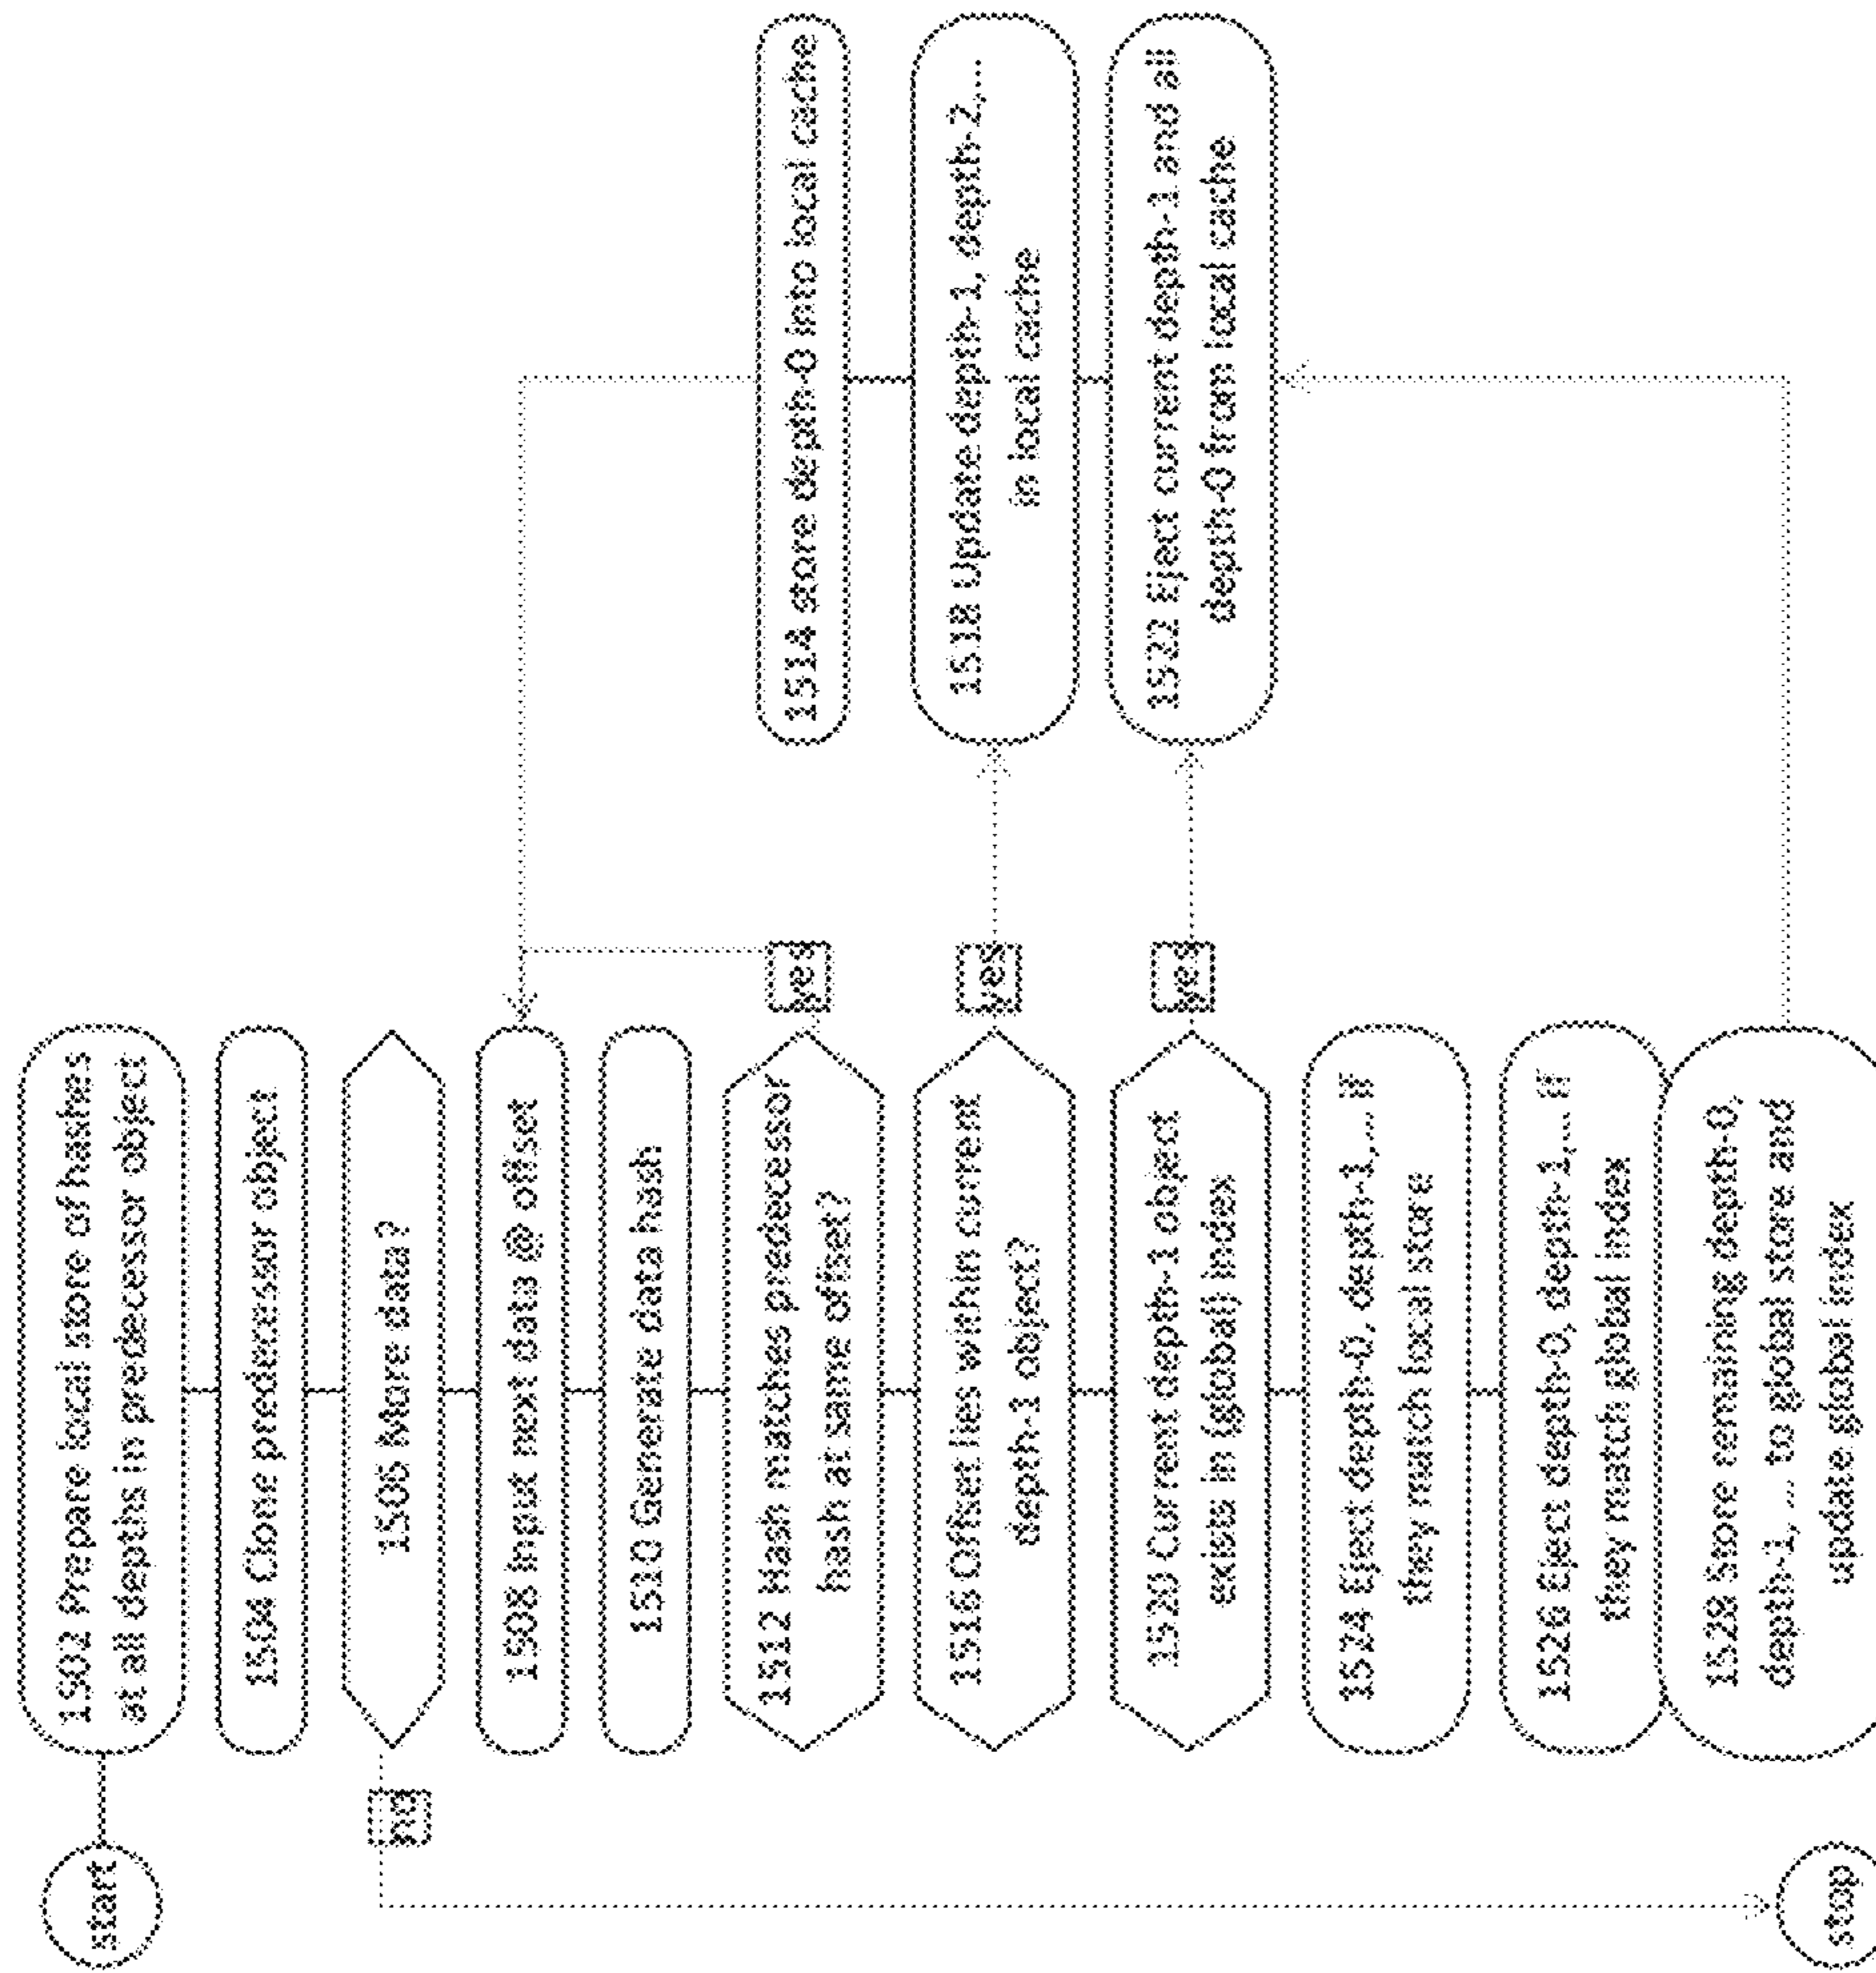 start
1502 Prepare local store of hashes
at all depths in predecessor object
1504 Clone predecessor object
1506 More data?
no
1508 Input next data @ offset
1510 Generate data hash
1512 Hash matches predecessor
hash at same offset?
yes
1514 store depth-0 into local cache
1516 Offset lies within current
depth-1 object?
yes
1518 Update depth-1, depth-2,...
in local cache
1520 Current depth-1 object
exists in (global) index
yes
1522 Eject current depth-1 and all
depth-0 from local cache
1524 Eject depth-0, depth-1,... IF
they match local store
1526 Eject depth-0, depth-1,... IF
they match global index
1528 Store remaining depth-0,
depth-1, ... to global store and
update global index
stop